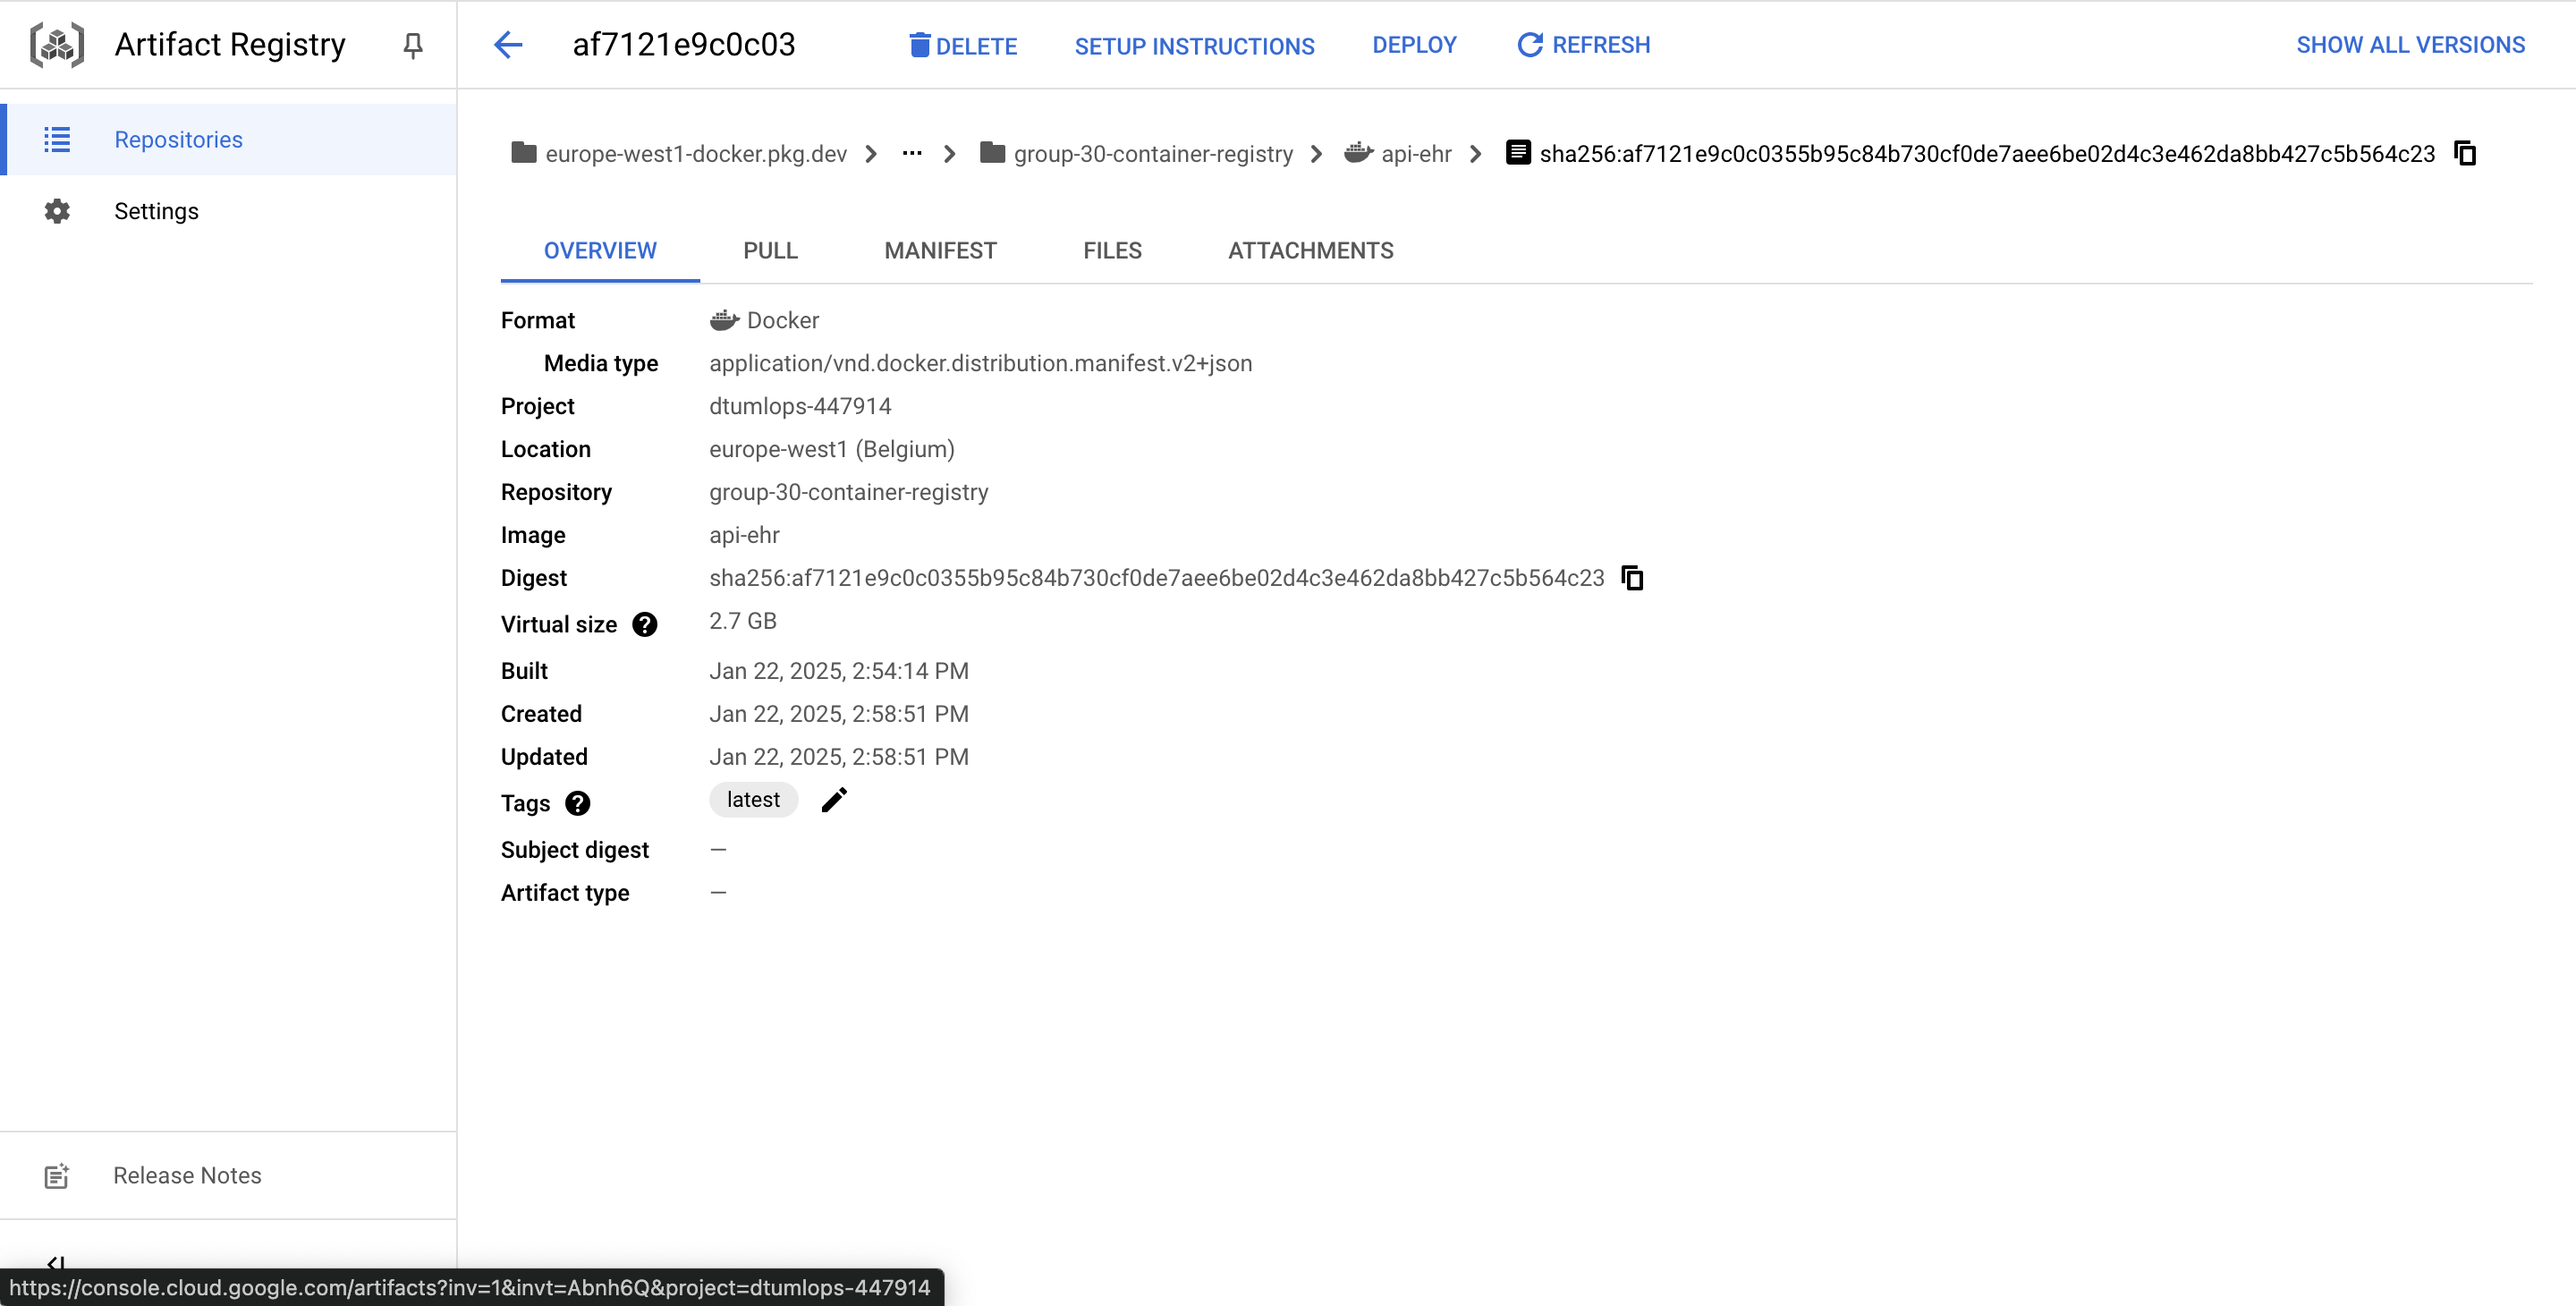 Artifact Registry
af7121e9c0c03
DELETE
SETUP INSTRUCTIONS
DEPLOY
REFRESH
SHOW ALL VERSIONS
Repositories
Settings
europe-west1-docker.pkg.dev > ··· > group-30-container-registry > api-ehr > sha256:af7121e9c0c0355b95c84b730cf0de7aee6be02d4c3e462da8bb427c5b564c23
OVERVIEW
PULL
MANIFEST
FILES
ATTACHMENTS
Format Docker
Media type application/vnd.docker.distribution.manifest.v2+json
Project dtumlops-447914
Location europe-west1 (Belgium)
Repository group-30-container-registry
Image api-ehr
Digest sha256:af7121e9c0c0355b95c84b730cf0de7aee6be02d4c3e462da8bb427c5b564c23
Virtual size ? 2.7 GB
Built Jan 22, 2025, 2:54:14 PM
Created Jan 22, 2025, 2:58:51 PM
Updated Jan 22, 2025, 2:58:51 PM
Tags ? latest
Subject digest —
Artifact type —
Release Notes
https://console.cloud.google.com/artifacts?inv=1&invt=Abnh6Q&project=dtumlops-447914